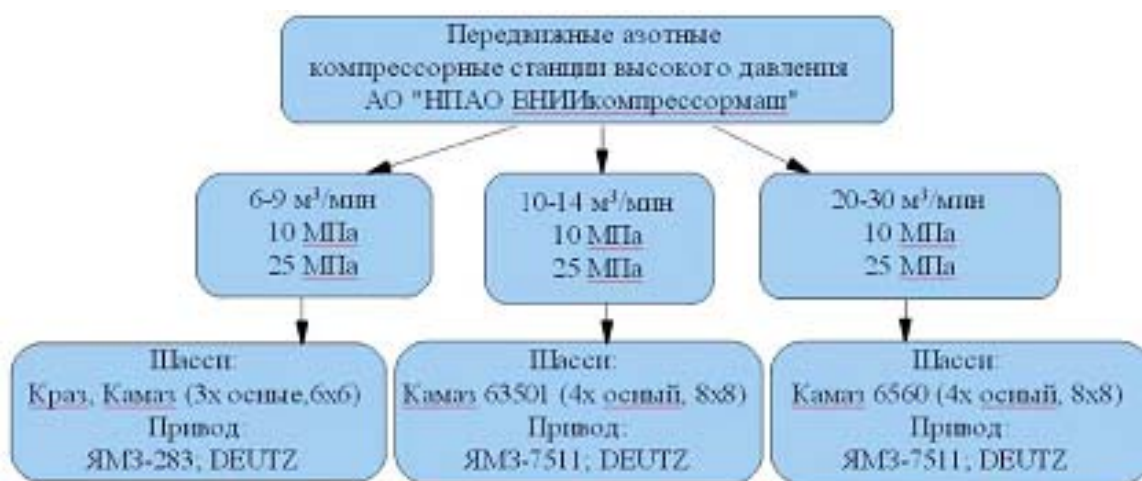 Передвижные азотные
компрессорные станции высокого давления
АО "НПАО ВНИИкомпрессормаш"
6-9 м³/мин
10 МПа
25 МПа
10-14 м³/мин
10 МПа
25 МПа
20-30 м³/мин
10 МПа
25 МПа
Шасси:
Краз, Камаз (3х осные,6х6)
Привод:
ЯМЗ-283; DEUTZ
Шасси:
Камаз 63501 (4х осный, 8х8)
Привод:
ЯМЗ-7511; DEUTZ
Шасси:
Камаз 6560 (4х осный, 8х8)
Привод:
ЯМЗ-7511; DEUTZ